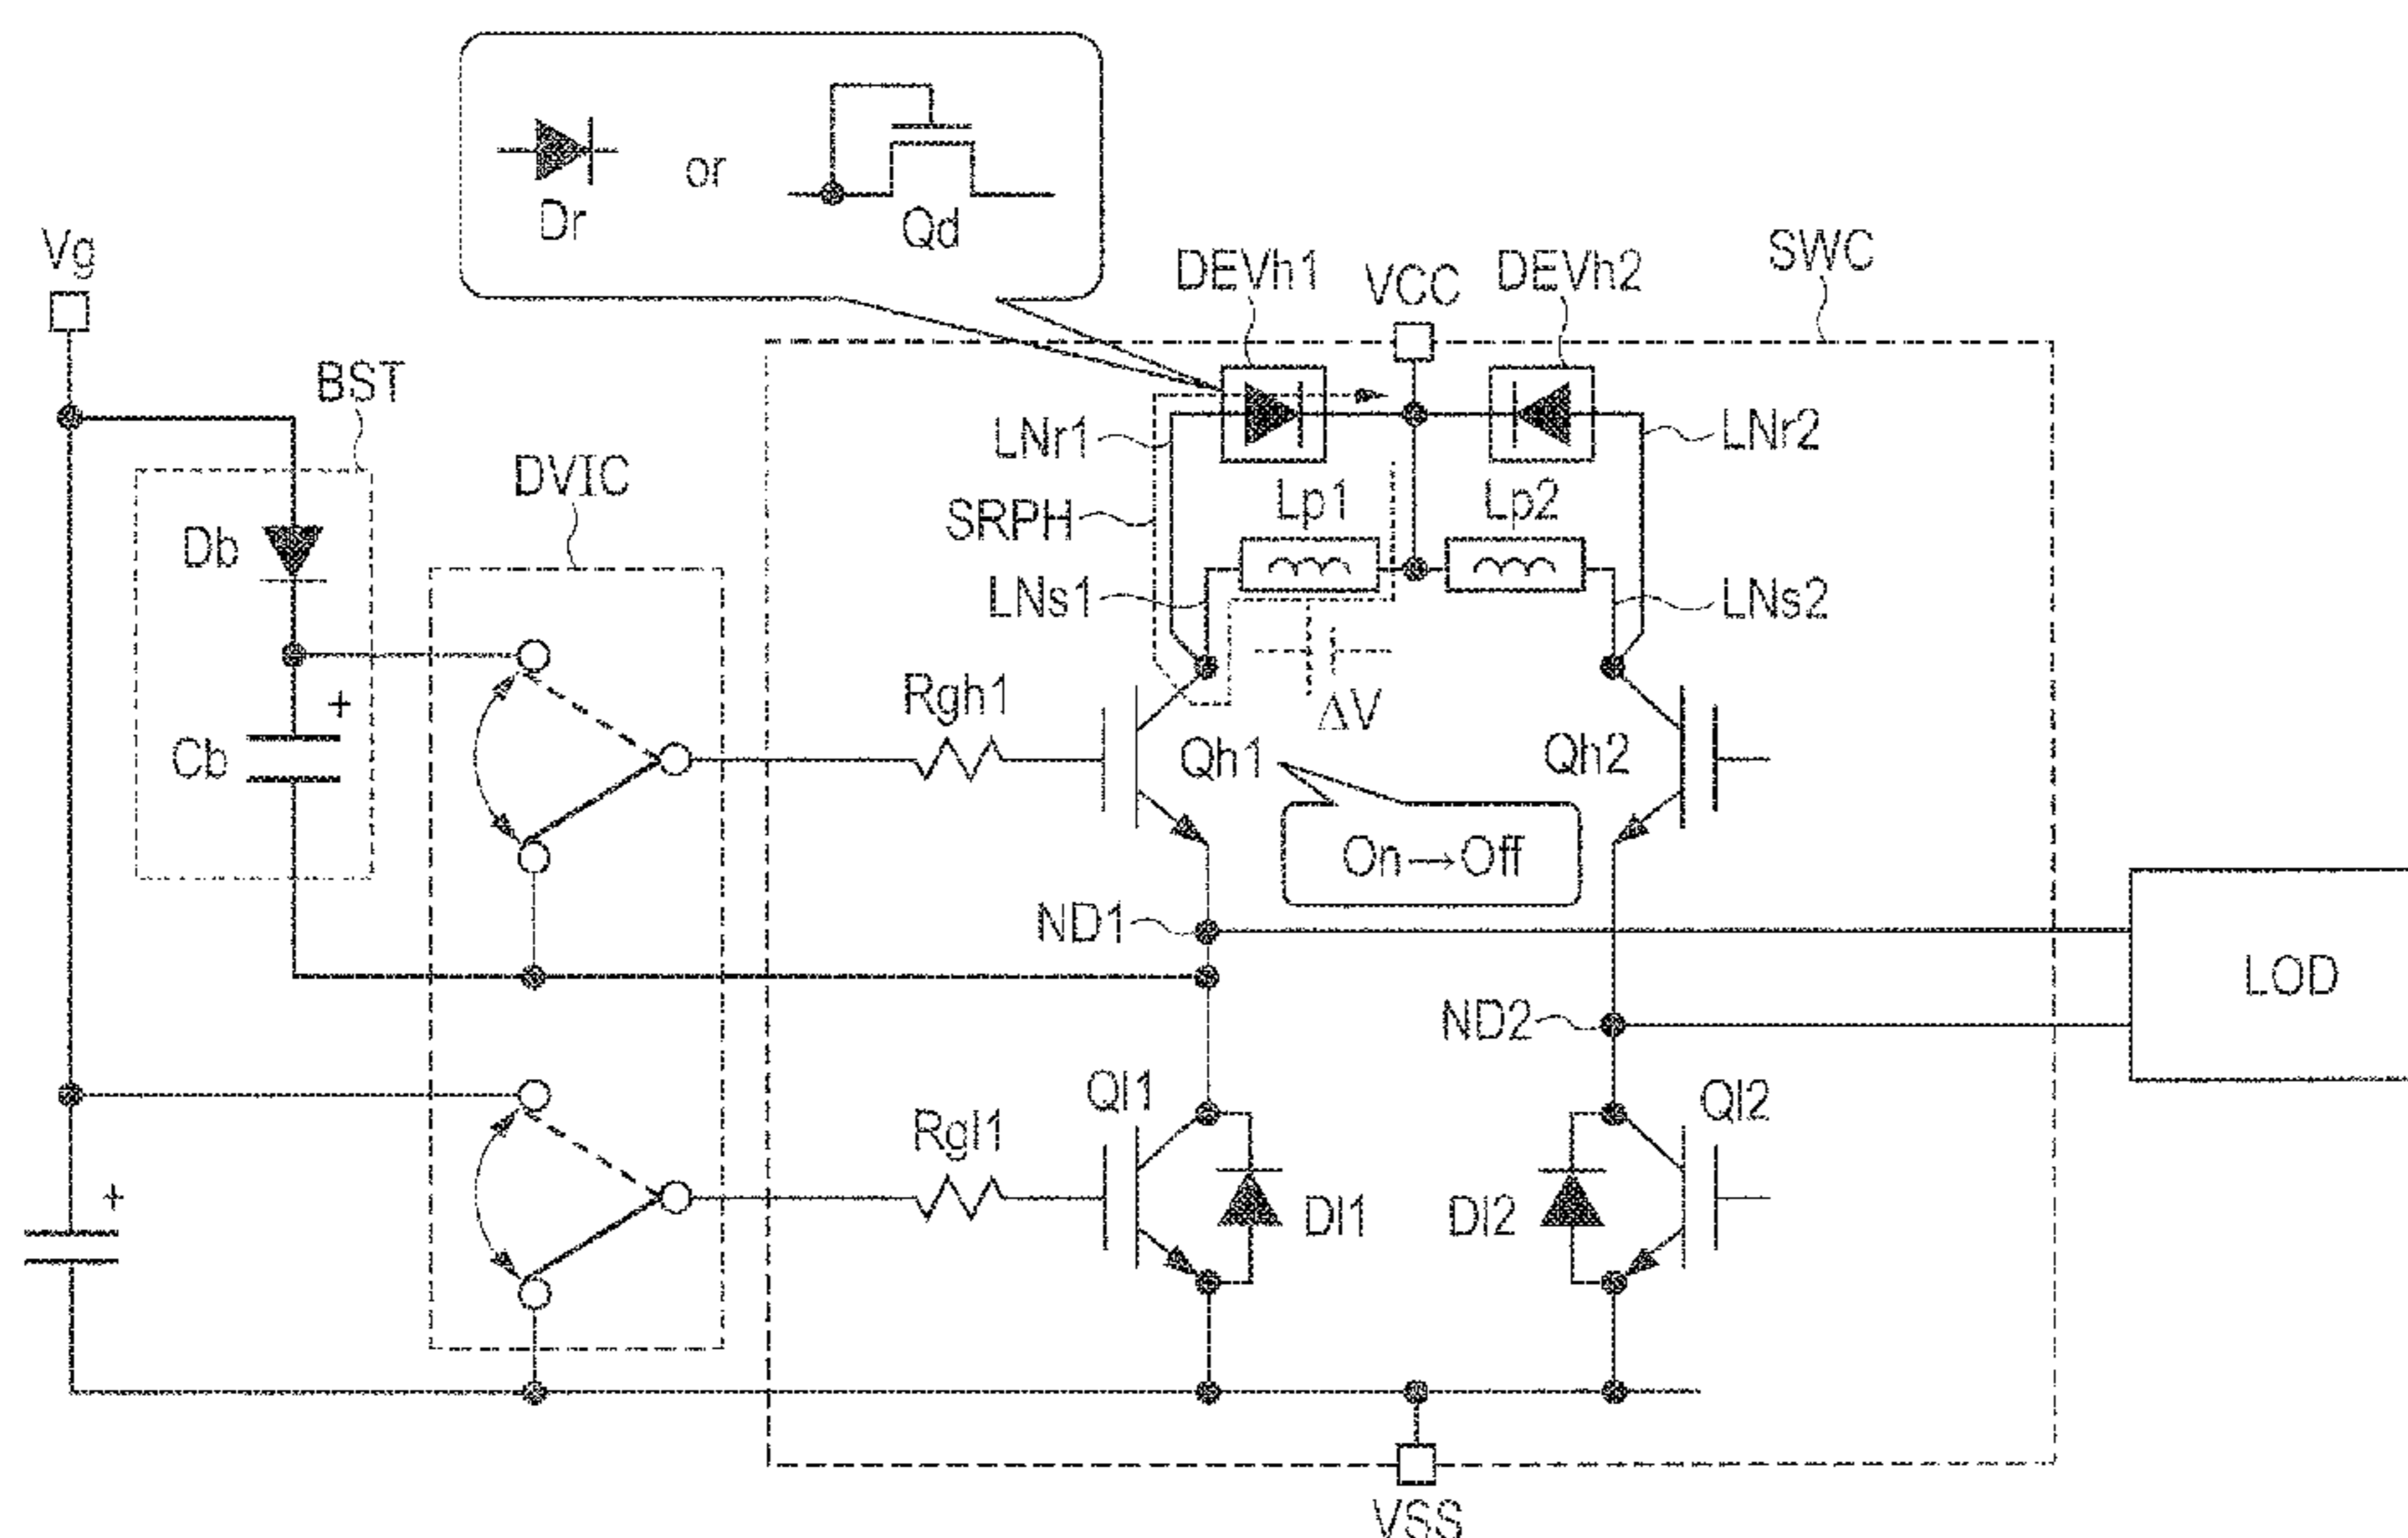 Dr
or
Qd
Vg
DEVh1
VCC
DEVh2
SWC
BST
LNr1
LNr2
DVIC
Lp1
Lp2
SRPH
Db
LNs1
LNs2
+
Rgh1
ΔV
Cb
Qh1
Qh2
On→Off
ND1
LOD
ND2
Ql1
Ql2
Rgl1
+
Dl1
Dl2
VSS